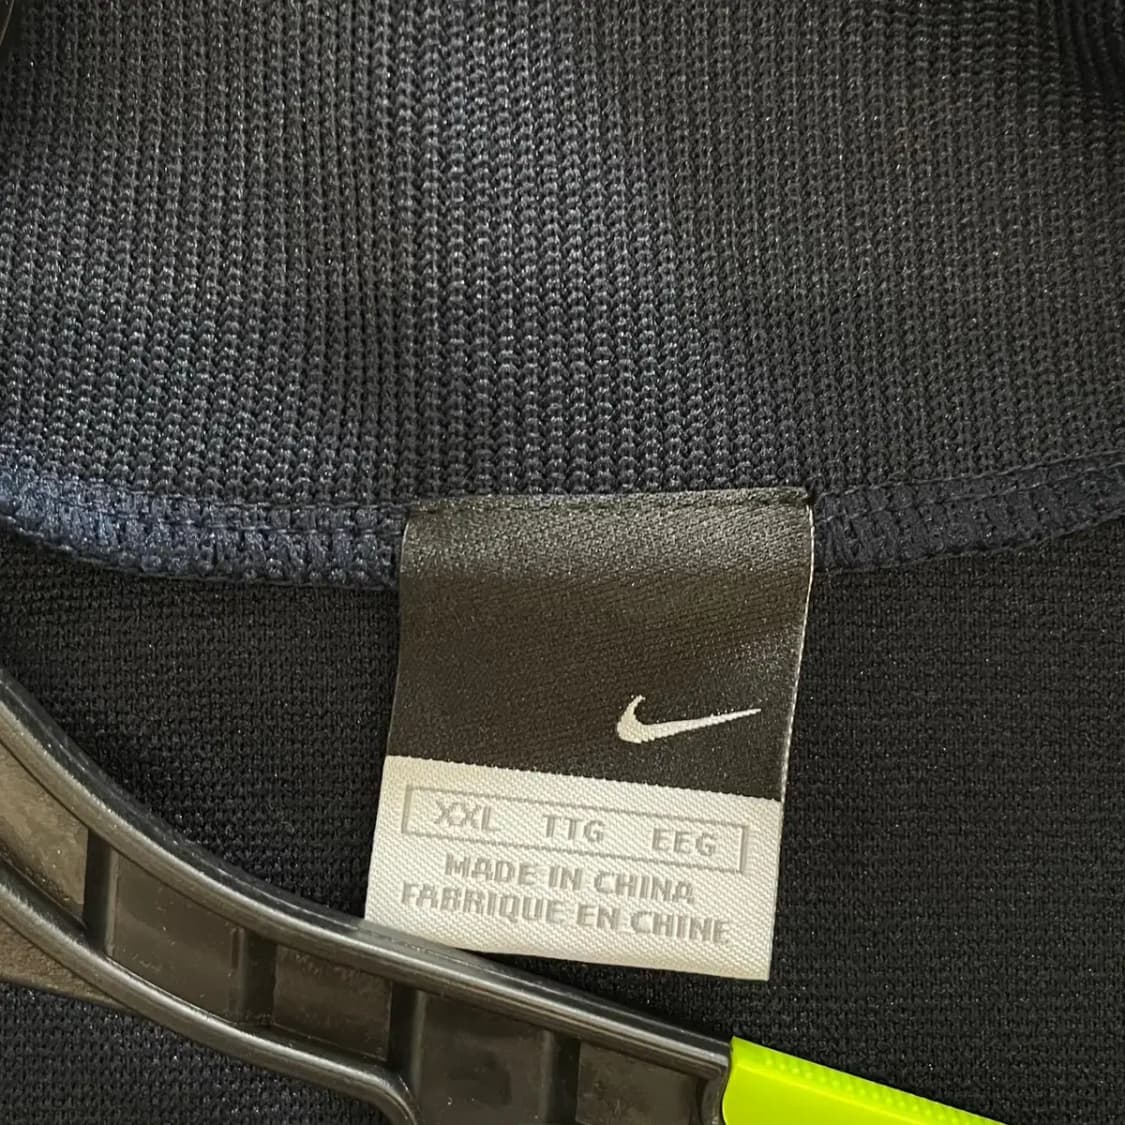 XXL TTG EEG
MADE IN CHINA
FABRIQUE EN CHINE